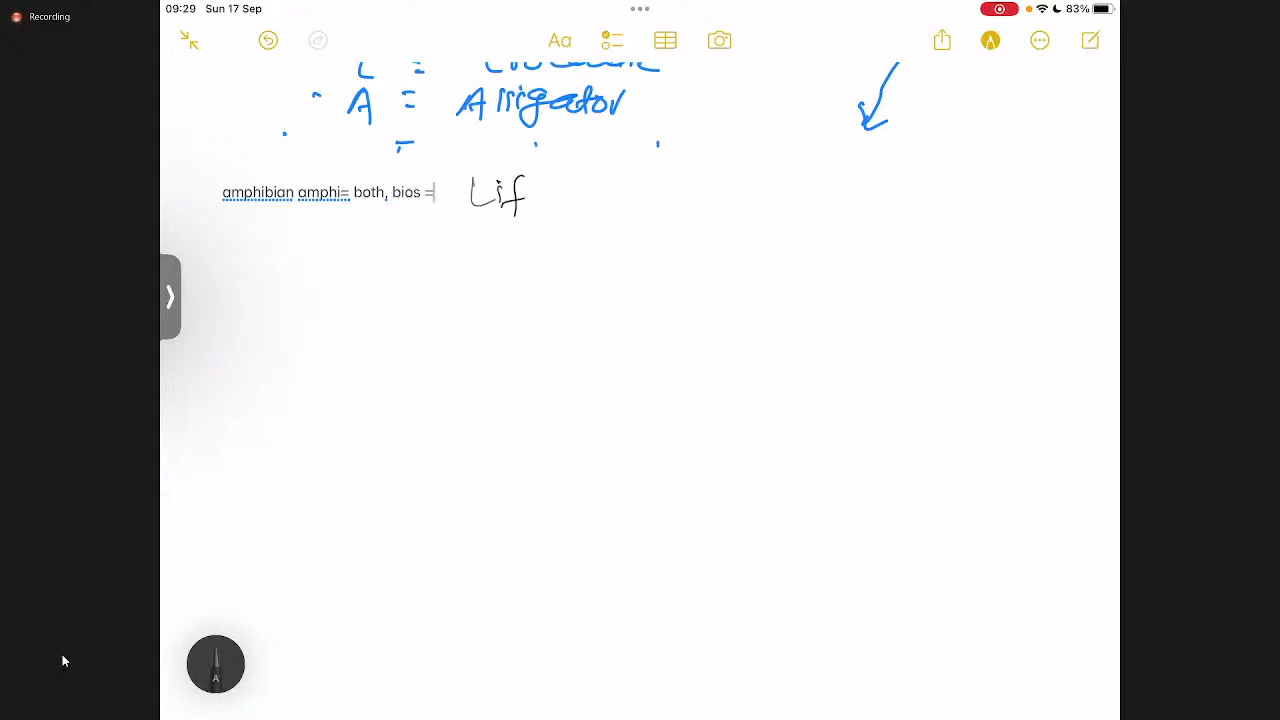 Recording
09:29 Sun 17 Sep 83%
Aa
A = Alligator
amphibian amphi= both, bios = Lif
A